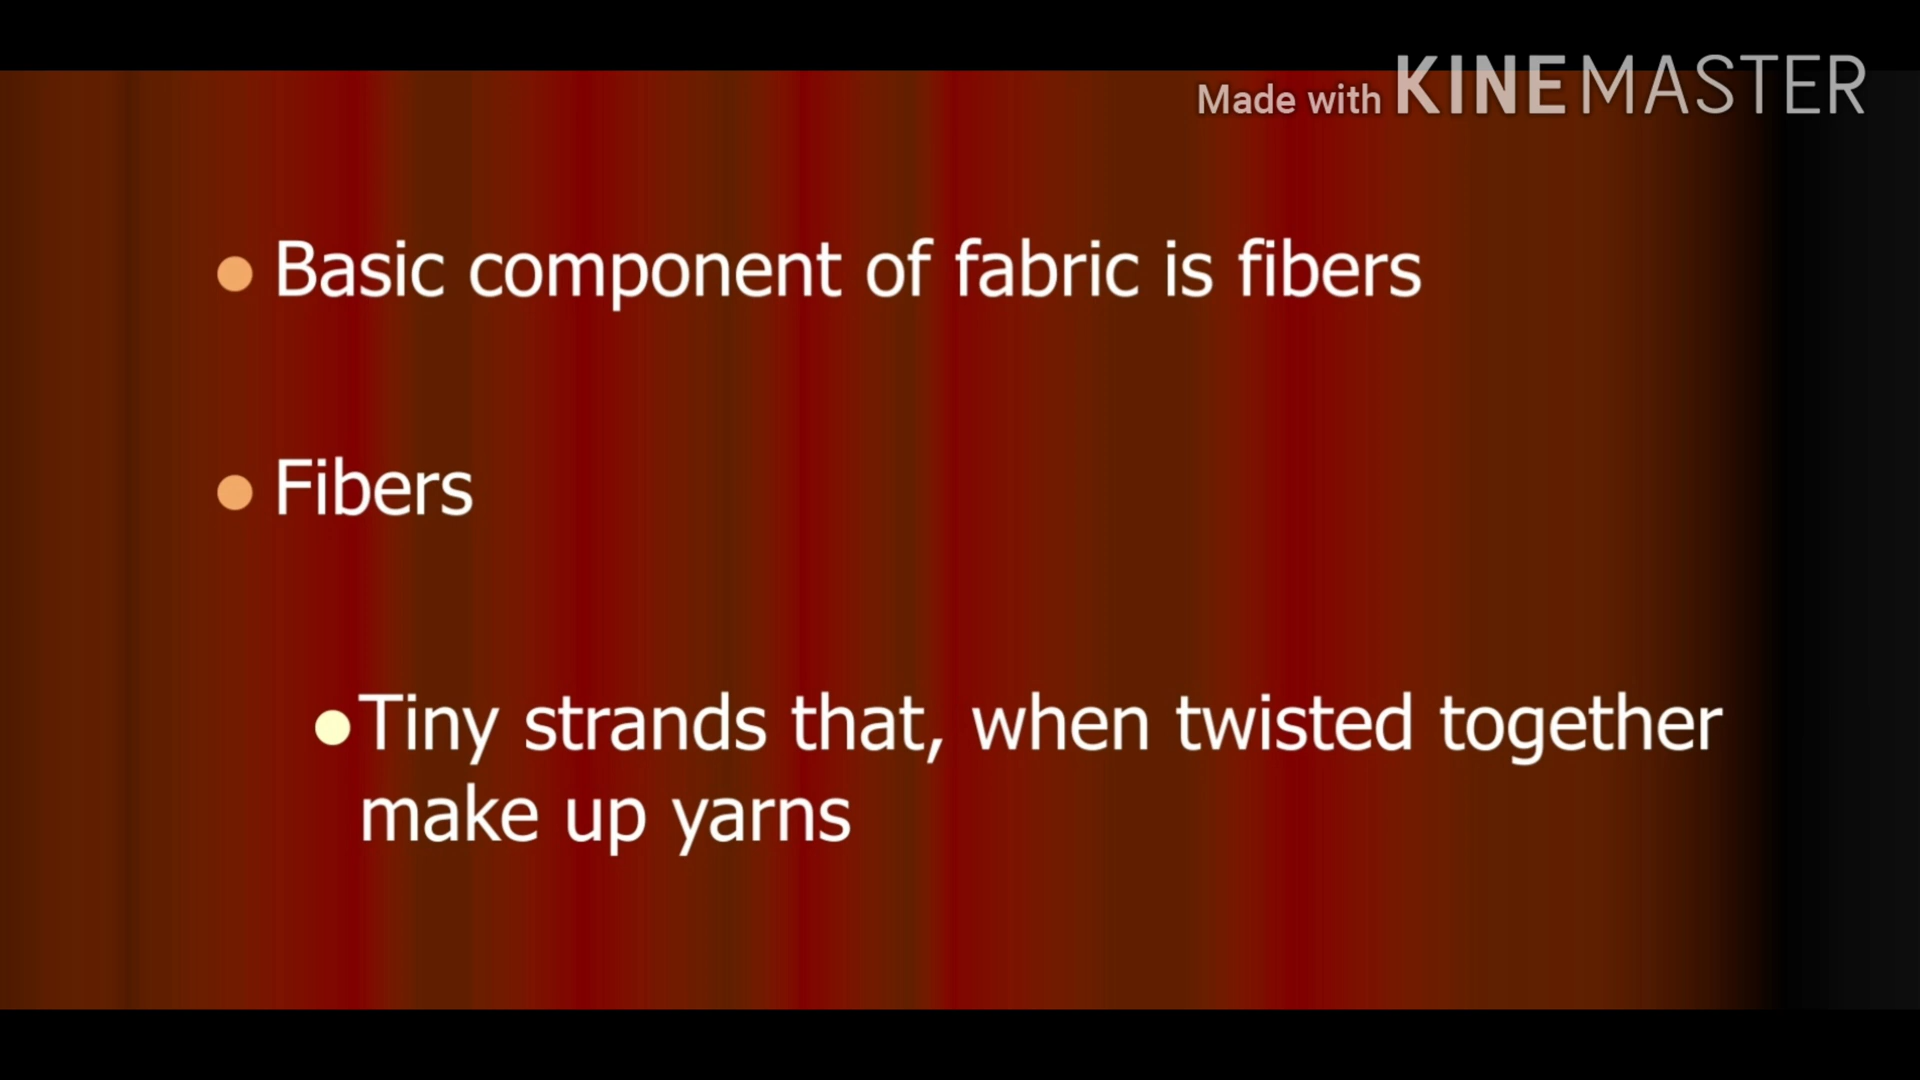 Made with KINEMASTER
Basic component of fabric is fibers
Fibers
Tiny strands that, when twisted together
make up yarns